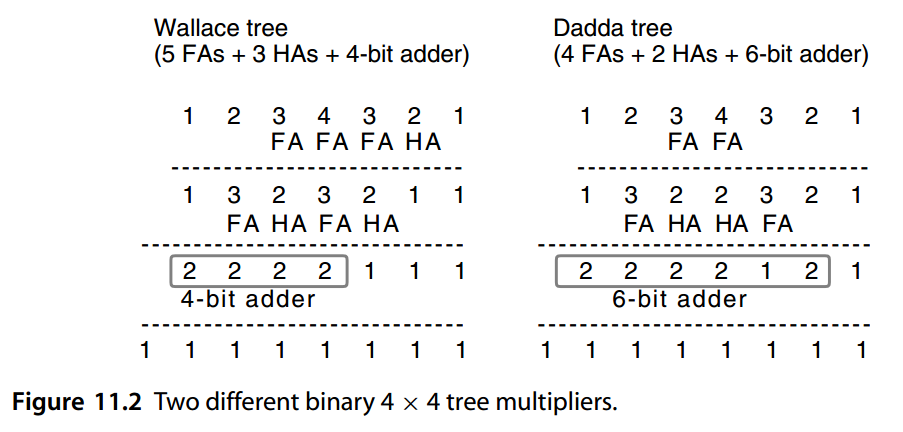 Wallace tree
(5 FAs + 3 HAs + 4-bit adder)
1 2 3 4 3 2 1
FA FA FA HA
1 3 2 3 2 1 1
FA HA FA HA
2 2 2 2 1 1 1
4-bit adder
1 1 1 1 1 1 1 1
Dadda tree
(4 FAs + 2 HAs + 6-bit adder)
1 2 3 4 3 2 1
FA FA
1 3 2 2 3 2 1
FA HA HA FA
2 2 2 2 1 2 1
6-bit adder
1 1 1 1 1 1 1 1
Figure 11.2 Two different binary 4 × 4 tree multipliers.